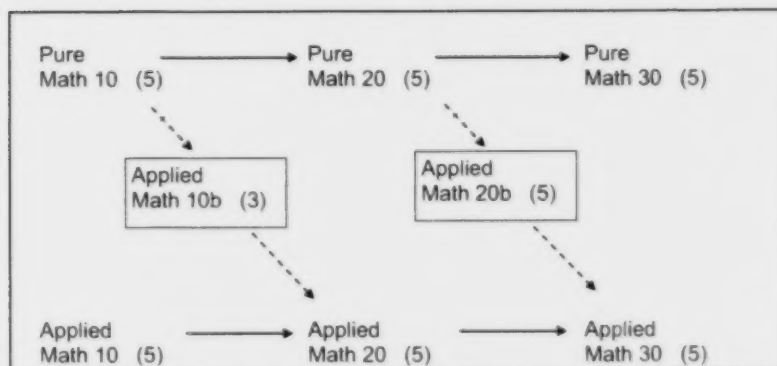 Pure
Math 10 (5)
Pure
Math 20 (5)
Pure
Math 30 (5)
Applied
Math 10b (3)
Applied
Math 20b (5)
Applied
Math 10 (5)
Applied
Math 20 (5)
Applied
Math 30 (5)